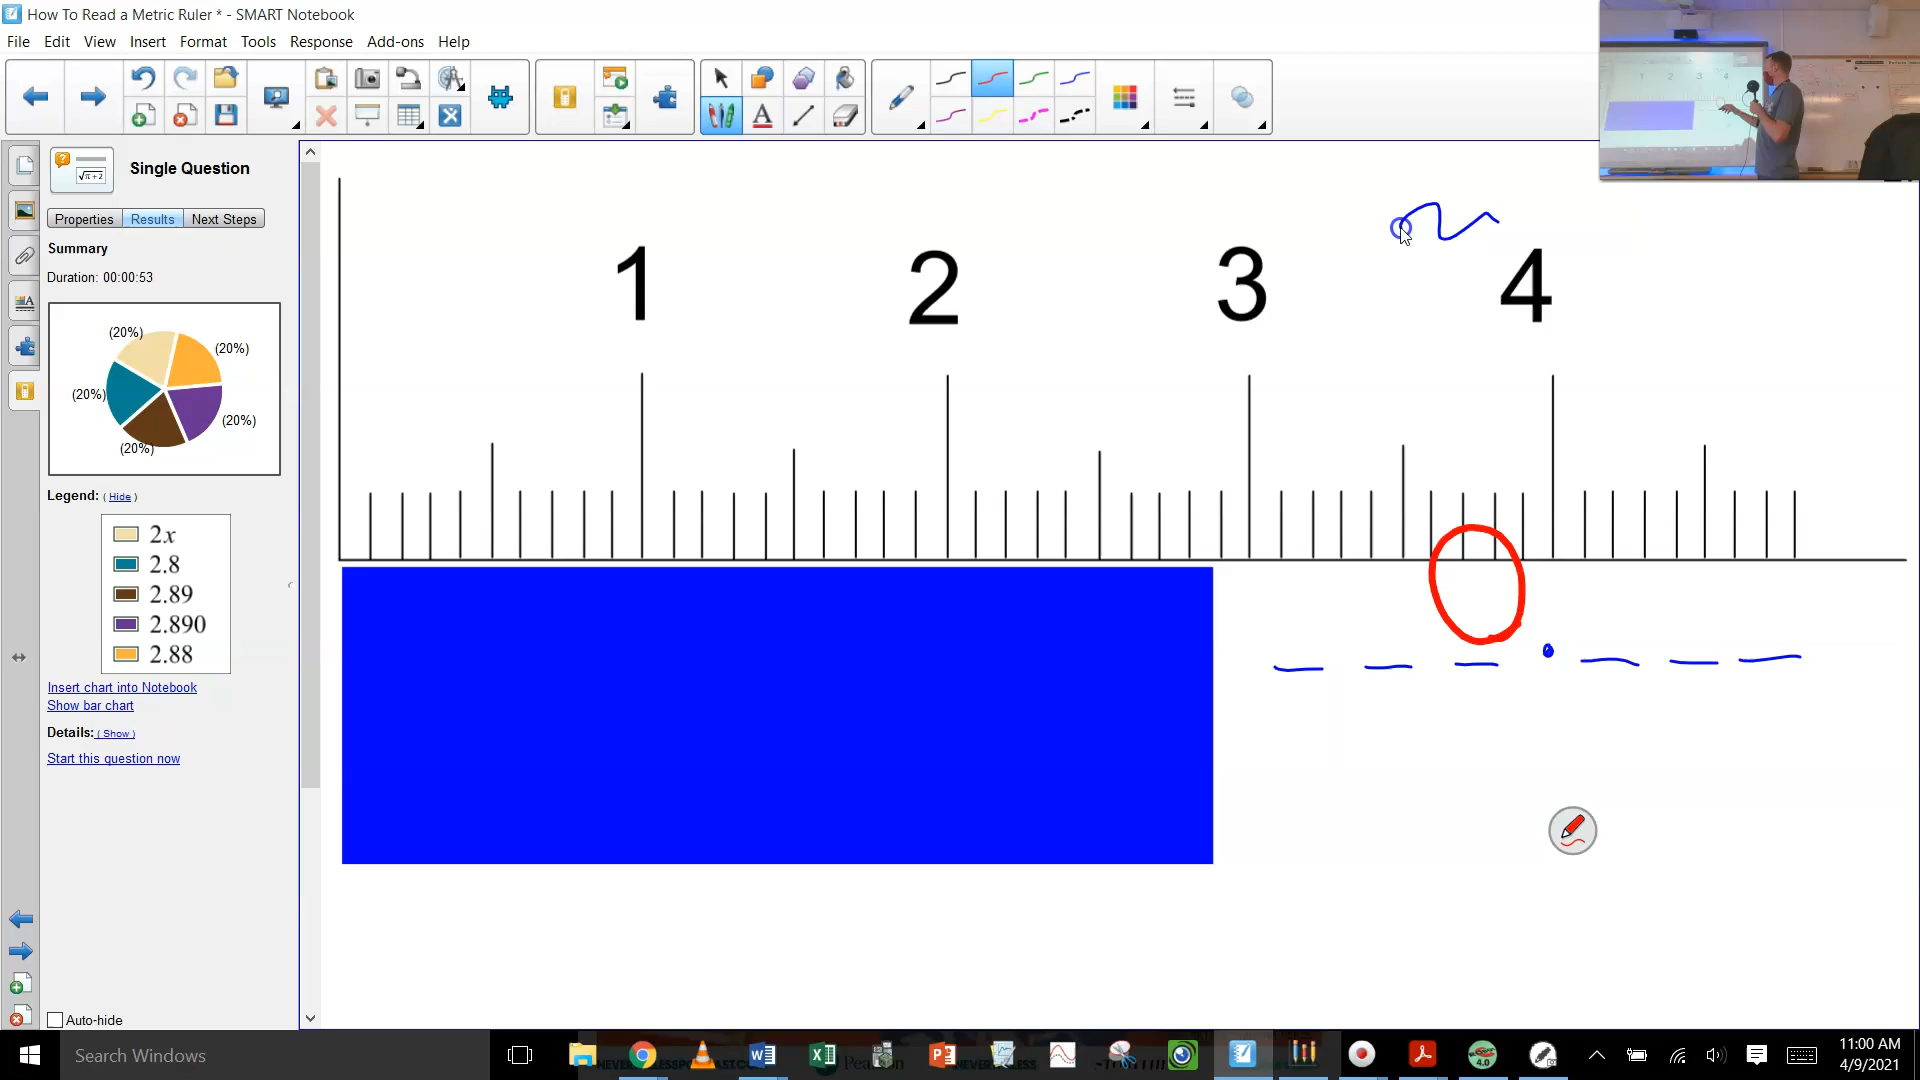 How To Read a Metric Ruler * - SMART Notebook
File Edit View Insert Format Tools Response Add-ons Help
Single Question
Properties Results Next Steps
Summary
Duration: 00:00:53
(20%)
(20%)
(20%)
(20%)
(20%)
Legend: ( Hide )
2x
2.8
2.89
2.890
2.88
Insert chart into Notebook
Show bar chart
Details: ( Show )
Start this question now
Auto-hide
1 2 3 4
Search Windows
11:00 AM
4/9/2021